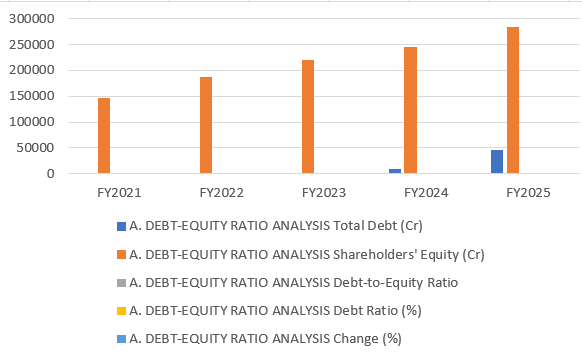 300000
250000
200000
150000
100000
50000
0
FY2021 FY2022 FY2023 FY2024 FY2025
A. DEBT-EQUITY RATIO ANALYSIS Total Debt (Cr)
A. DEBT-EQUITY RATIO ANALYSIS Shareholders' Equity (Cr)
A. DEBT-EQUITY RATIO ANALYSIS Debt-to-Equity Ratio
A. DEBT-EQUITY RATIO ANALYSIS Debt Ratio (%)
A. DEBT-EQUITY RATIO ANALYSIS Change (%)